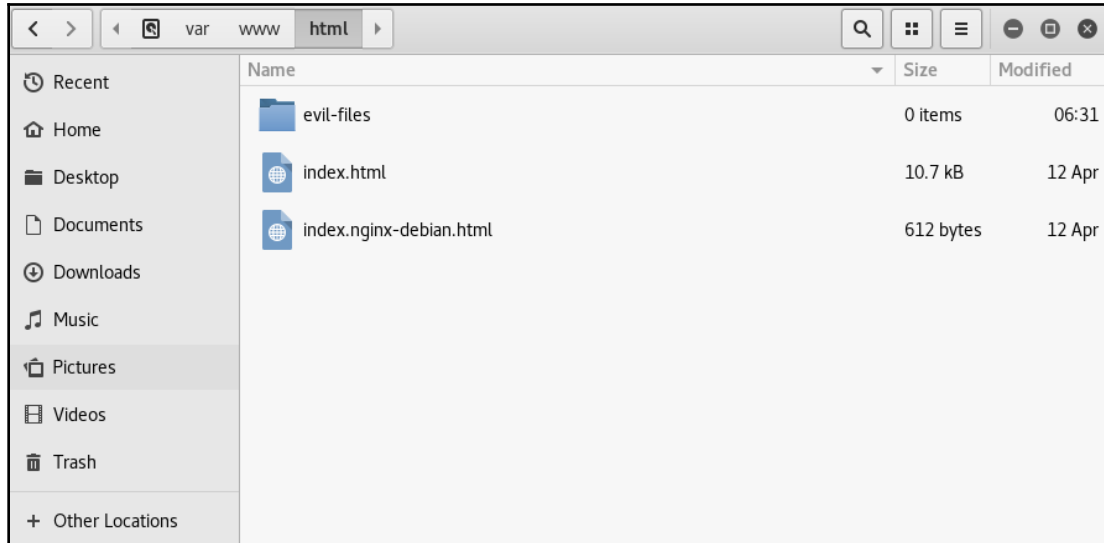 var www html
Name Size Modified
Recent
evil-files 0 items 06:31
Home
index.html 10.7 kB 12 Apr
Desktop
Documents
index.nginx-debian.html 612 bytes 12 Apr
Downloads
Music
Pictures
Videos
Trash
+ Other Locations